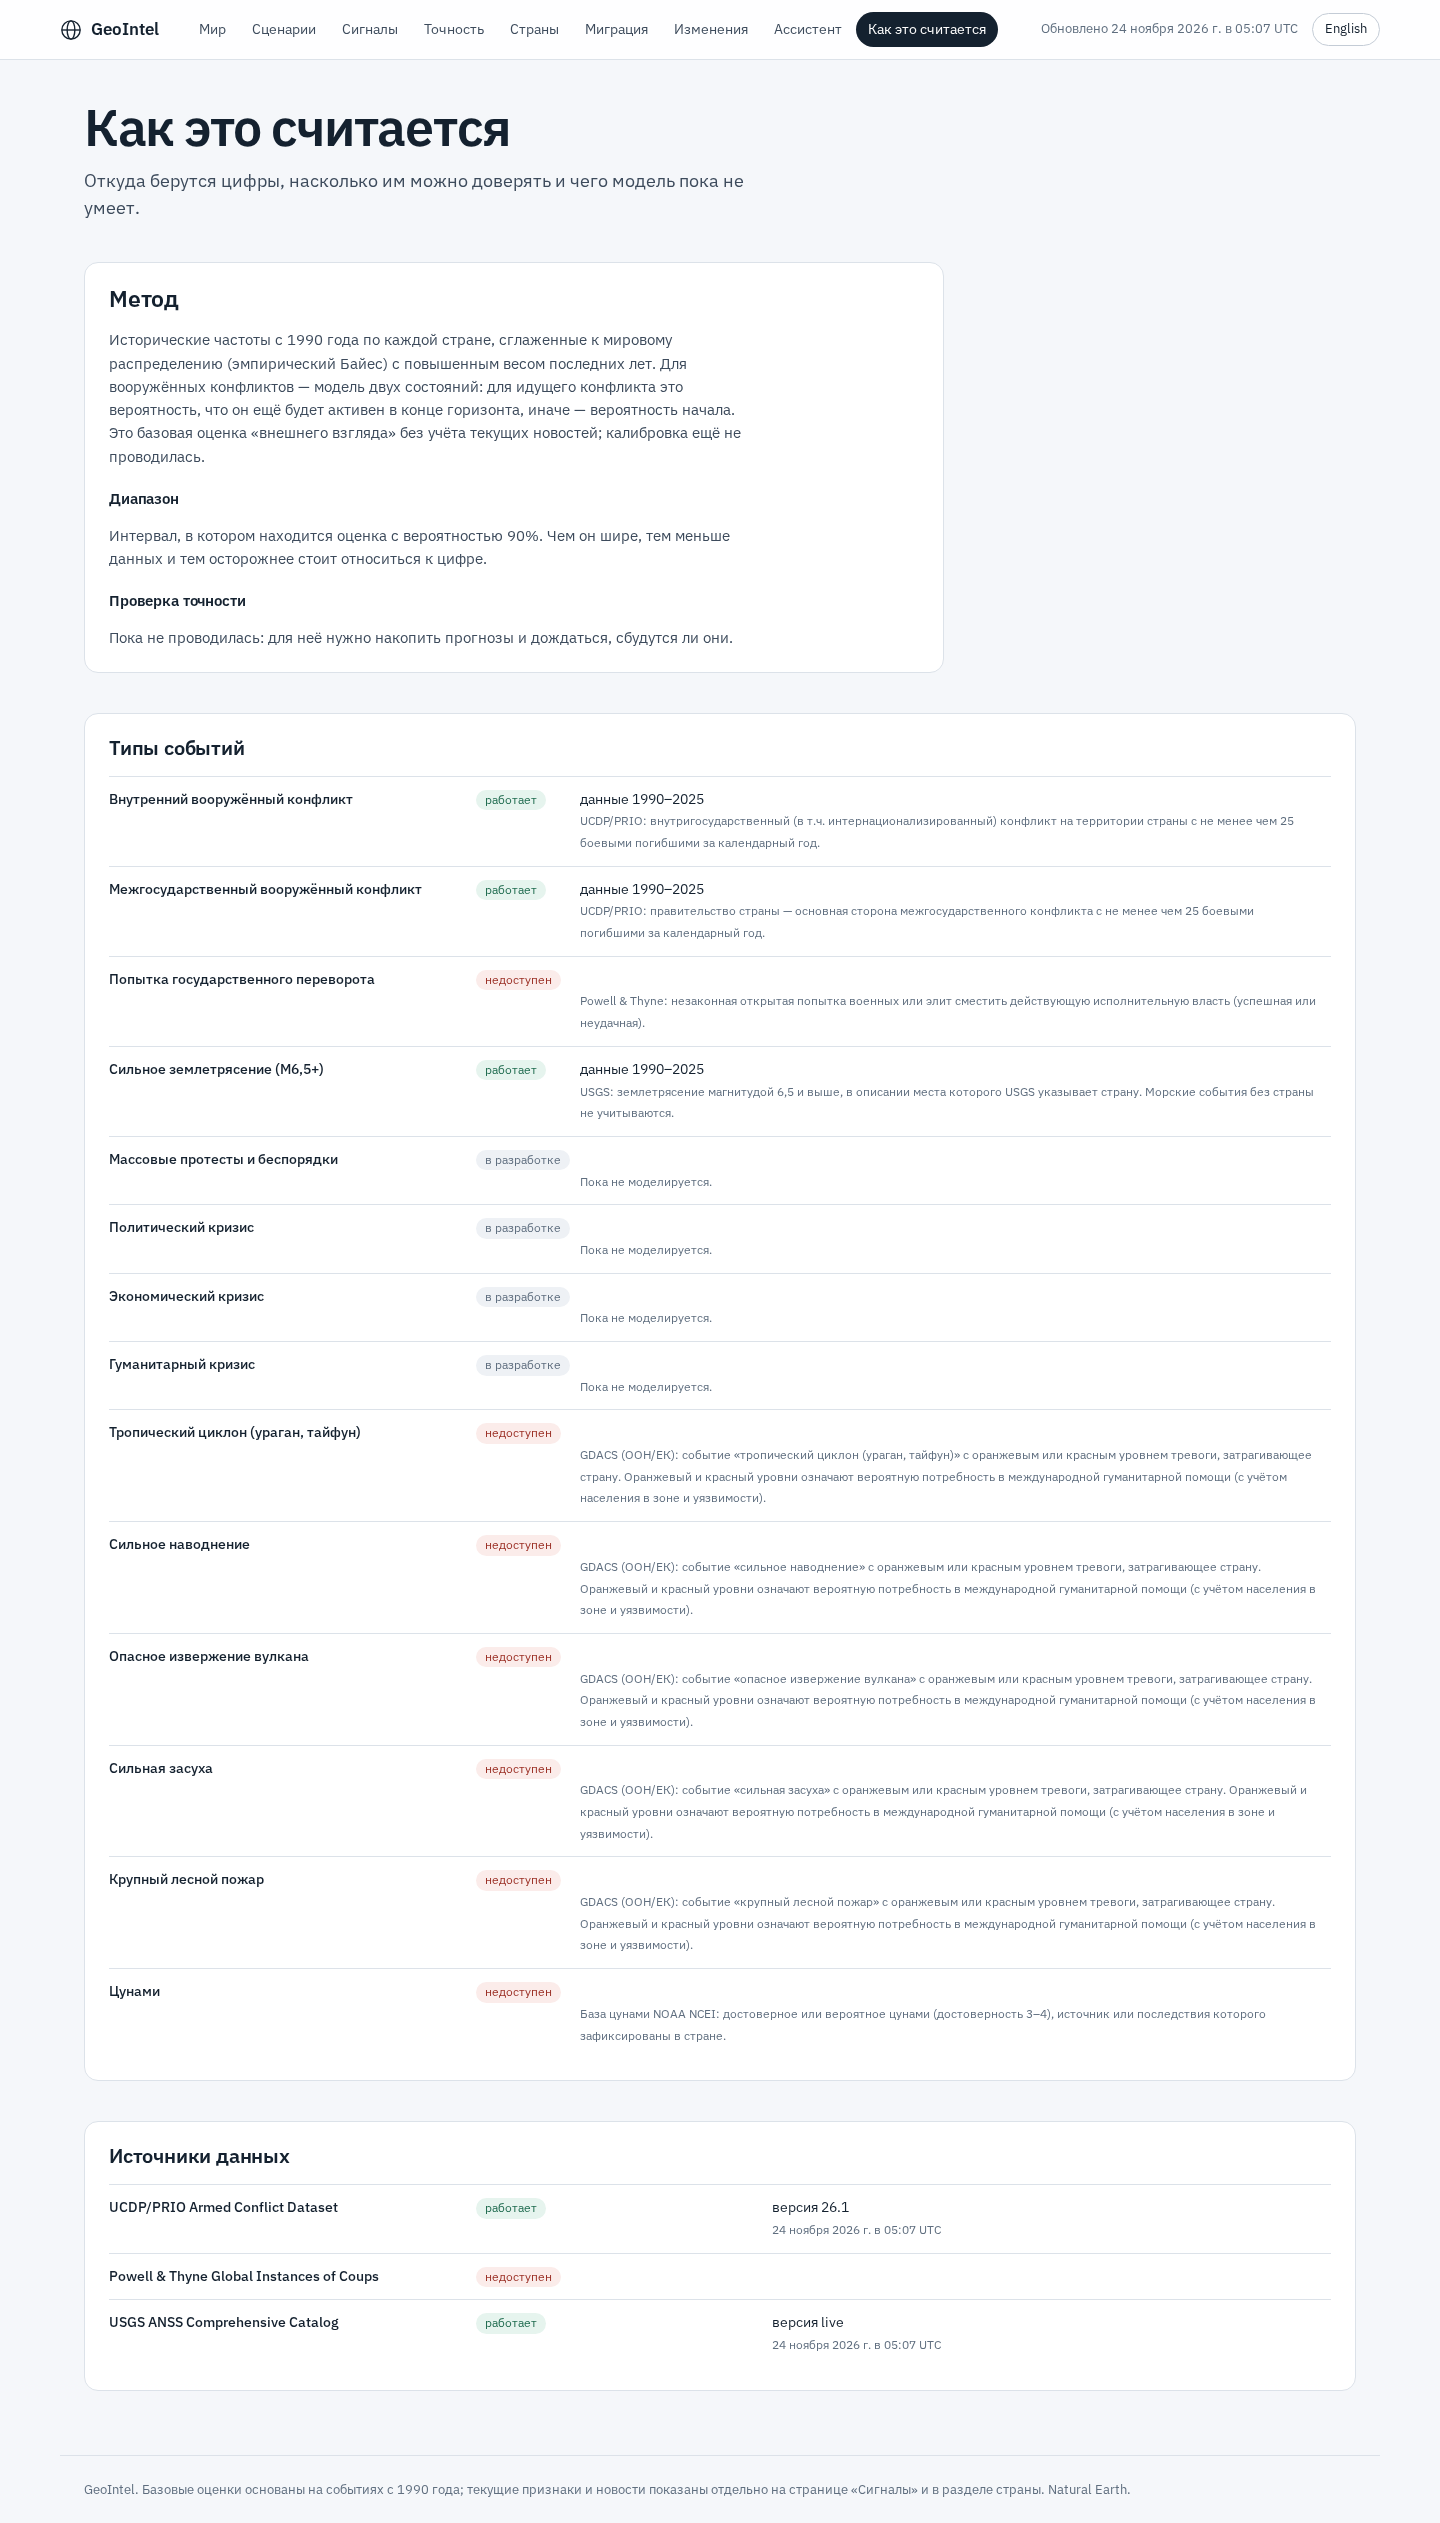 GeoIntel Мир Сценарии Сигналы Точность Страны Миграция Изменения Ассистент Как это считается Обновлено 24 ноября 2026 г. в 05:07 UTC English
Как это считается
Откуда берутся цифры, насколько им можно доверять и чего модель пока не
умеет.
Метод
Исторические частоты с 1990 года по каждой стране, сглаженные к мировому
распределению (эмпирический Байес) с повышенным весом последних лет. Для
вооружённых конфликтов — модель двух состояний: для идущего конфликта это
вероятность, что он ещё будет активен в конце горизонта, иначе — вероятность начала.
Это базовая оценка «внешнего взгляда» без учёта текущих новостей; калибровка ещё не
проводилась.
Диапазон
Интервал, в котором находится оценка с вероятностью 90%. Чем он шире, тем меньше
данных и тем осторожнее стоит относиться к цифре.
Проверка точности
Пока не проводилась: для неё нужно накопить прогнозы и дождаться, сбудутся ли они.
Типы событий
Внутренний вооружённый конфликт работает данные 1990–2025
UCDP/PRIO: внутригосударственный (в т.ч. интернационализированный) конфликт на территории страны с не менее чем 25
боевыми погибшими за календарный год.
Межгосударственный вооружённый конфликт работает данные 1990–2025
UCDP/PRIO: правительство страны — основная сторона межгосударственного конфликта с не менее чем 25 боевыми
погибшими за календарный год.
Попытка государственного переворота недоступен
Powell & Thyne: незаконная открытая попытка военных или элит сместить действующую исполнительную власть (успешная или
неудачная).
Сильное землетрясение (M6,5+) работает данные 1990–2025
USGS: землетрясение магнитудой 6,5 и выше, в описании места которого USGS указывает страну. Морские события без страны
не учитываются.
Массовые протесты и беспорядки в разработке
Пока не моделируется.
Политический кризис в разработке
Пока не моделируется.
Экономический кризис в разработке
Пока не моделируется.
Гуманитарный кризис в разработке
Пока не моделируется.
Тропический циклон (ураган, тайфун) недоступен
GDACS (ООН/ЕК): событие «тропический циклон (ураган, тайфун)» с оранжевым или красным уровнем тревоги, затрагивающее
страну. Оранжевый и красный уровни означают вероятную потребность в международной гуманитарной помощи (с учётом
населения в зоне и уязвимости).
Сильное наводнение недоступен
GDACS (ООН/ЕК): событие «сильное наводнение» с оранжевым или красным уровнем тревоги, затрагивающее страну.
Оранжевый и красный уровни означают вероятную потребность в международной гуманитарной помощи (с учётом населения в
зоне и уязвимости).
Опасное извержение вулкана недоступен
GDACS (ООН/ЕК): событие «опасное извержение вулкана» с оранжевым или красным уровнем тревоги, затрагивающее страну.
Оранжевый и красный уровни означают вероятную потребность в международной гуманитарной помощи (с учётом населения в
зоне и уязвимости).
Сильная засуха недоступен
GDACS (ООН/ЕК): событие «сильная засуха» с оранжевым или красным уровнем тревоги, затрагивающее страну. Оранжевый и
красный уровни означают вероятную потребность в международной гуманитарной помощи (с учётом населения в зоне и
уязвимости).
Крупный лесной пожар недоступен
GDACS (ООН/ЕК): событие «крупный лесной пожар» с оранжевым или красным уровнем тревоги, затрагивающее страну.
Оранжевый и красный уровни означают вероятную потребность в международной гуманитарной помощи (с учётом населения в
зоне и уязвимости).
Цунами недоступен
База цунами NOAA NCEI: достоверное или вероятное цунами (достоверность 3–4), источник или последствия которого
зафиксированы в стране.
Источники данных
UCDP/PRIO Armed Conflict Dataset работает версия 26.1
24 ноября 2026 г. в 05:07 UTC
Powell & Thyne Global Instances of Coups недоступен
USGS ANSS Comprehensive Catalog работает версия live
24 ноября 2026 г. в 05:07 UTC
GeoIntel. Базовые оценки основаны на событиях с 1990 года; текущие признаки и новости показаны отдельно на странице «Сигналы» и в разделе страны. Natural Earth.